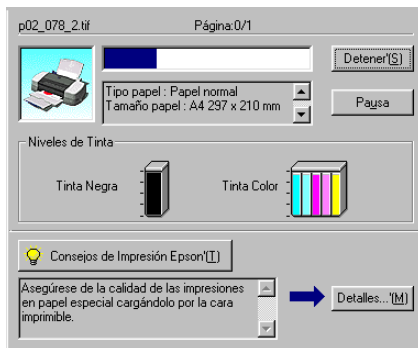 p02_078_2.tif Página:0/1
Detener'(S)
Tipo papel : Papel normal
Tamaño papel : A4 297 x 210 mm
Pausa
Niveles de Tinta
Tinta Negra Tinta Color
Consejos de Impresión Epson'(T)
Asegúrese de la calidad de las impresiones
en papel especial cargándolo por la cara
imprimible.
Detalles...'(M)